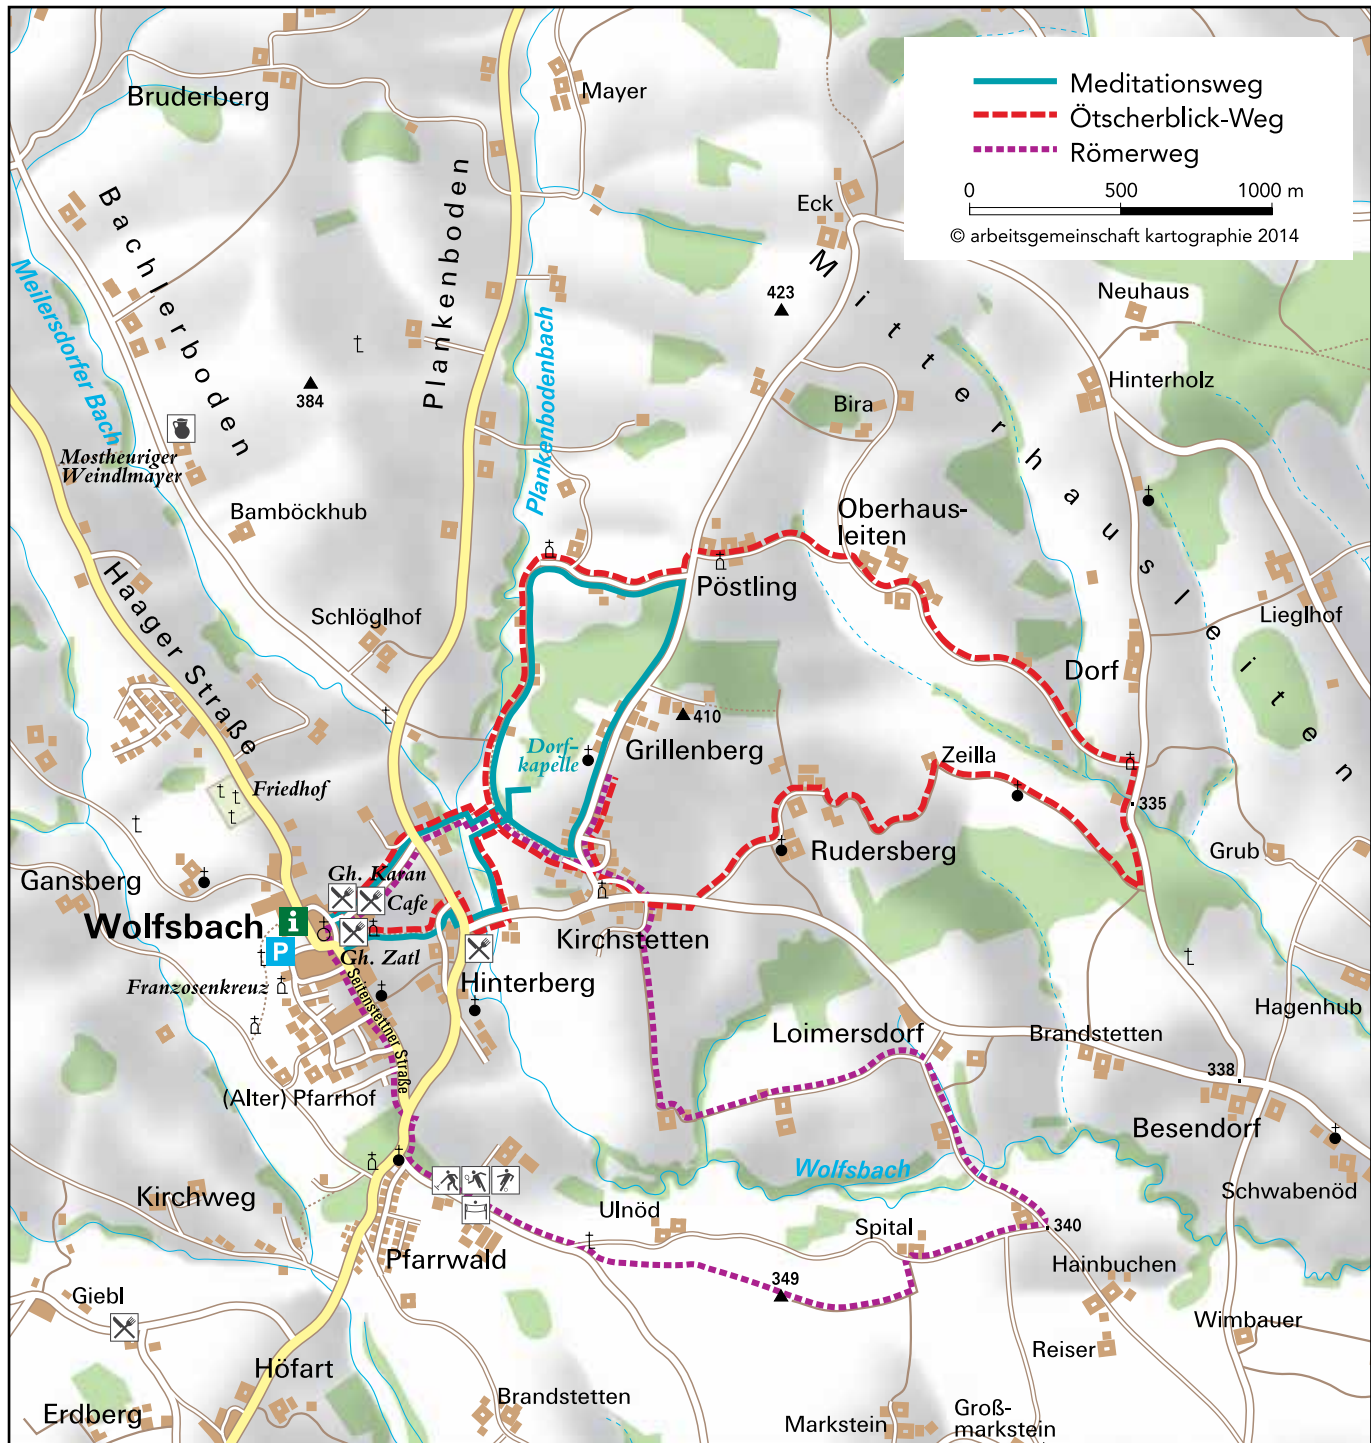 Meditationsweg
Ötscherblick-Weg
Römerweg
0 500 1000 m
© arbeitsgemeinschaft kartographie 2014
Bruderberg
Mayer
Eck
423
Neuhaus
Hinterholz
Bachlerboden
Plankenboden
Mitterhausleiten
Meilersdorfer Bach
Plankenbodenbach
384
Bira
Mostheuriger
Weindlmayer
Bamböckhub
Oberhaus-
leiten
Haager Straße
Schlöglhof
Pöstling
Lieglhof
Dorf
410
Grillenberg
Dorf-
kapelle
Zeilla
Friedhof
335
Rudersberg
Grub
Gansberg
Gh. Karan
Cafe
Wolfsbach
i
P
Gh. Zatl
Kirchstetten
Franzosenkreuz
Hinterberg
Seitenstettner Straße
Hagenhub
Loimersdorf
Brandstetten
338
(Alter) Pfarrhof
Besendorf
Wolfsbach
Kirchweg
Schwabenöd
Ulnöd
Spital
340
Pfarrwald
Hainbuchen
349
Giebl
Wimbauer
Reiser
Höfart
Brandstetten
Erdberg
Markstein
Groß-
markstein